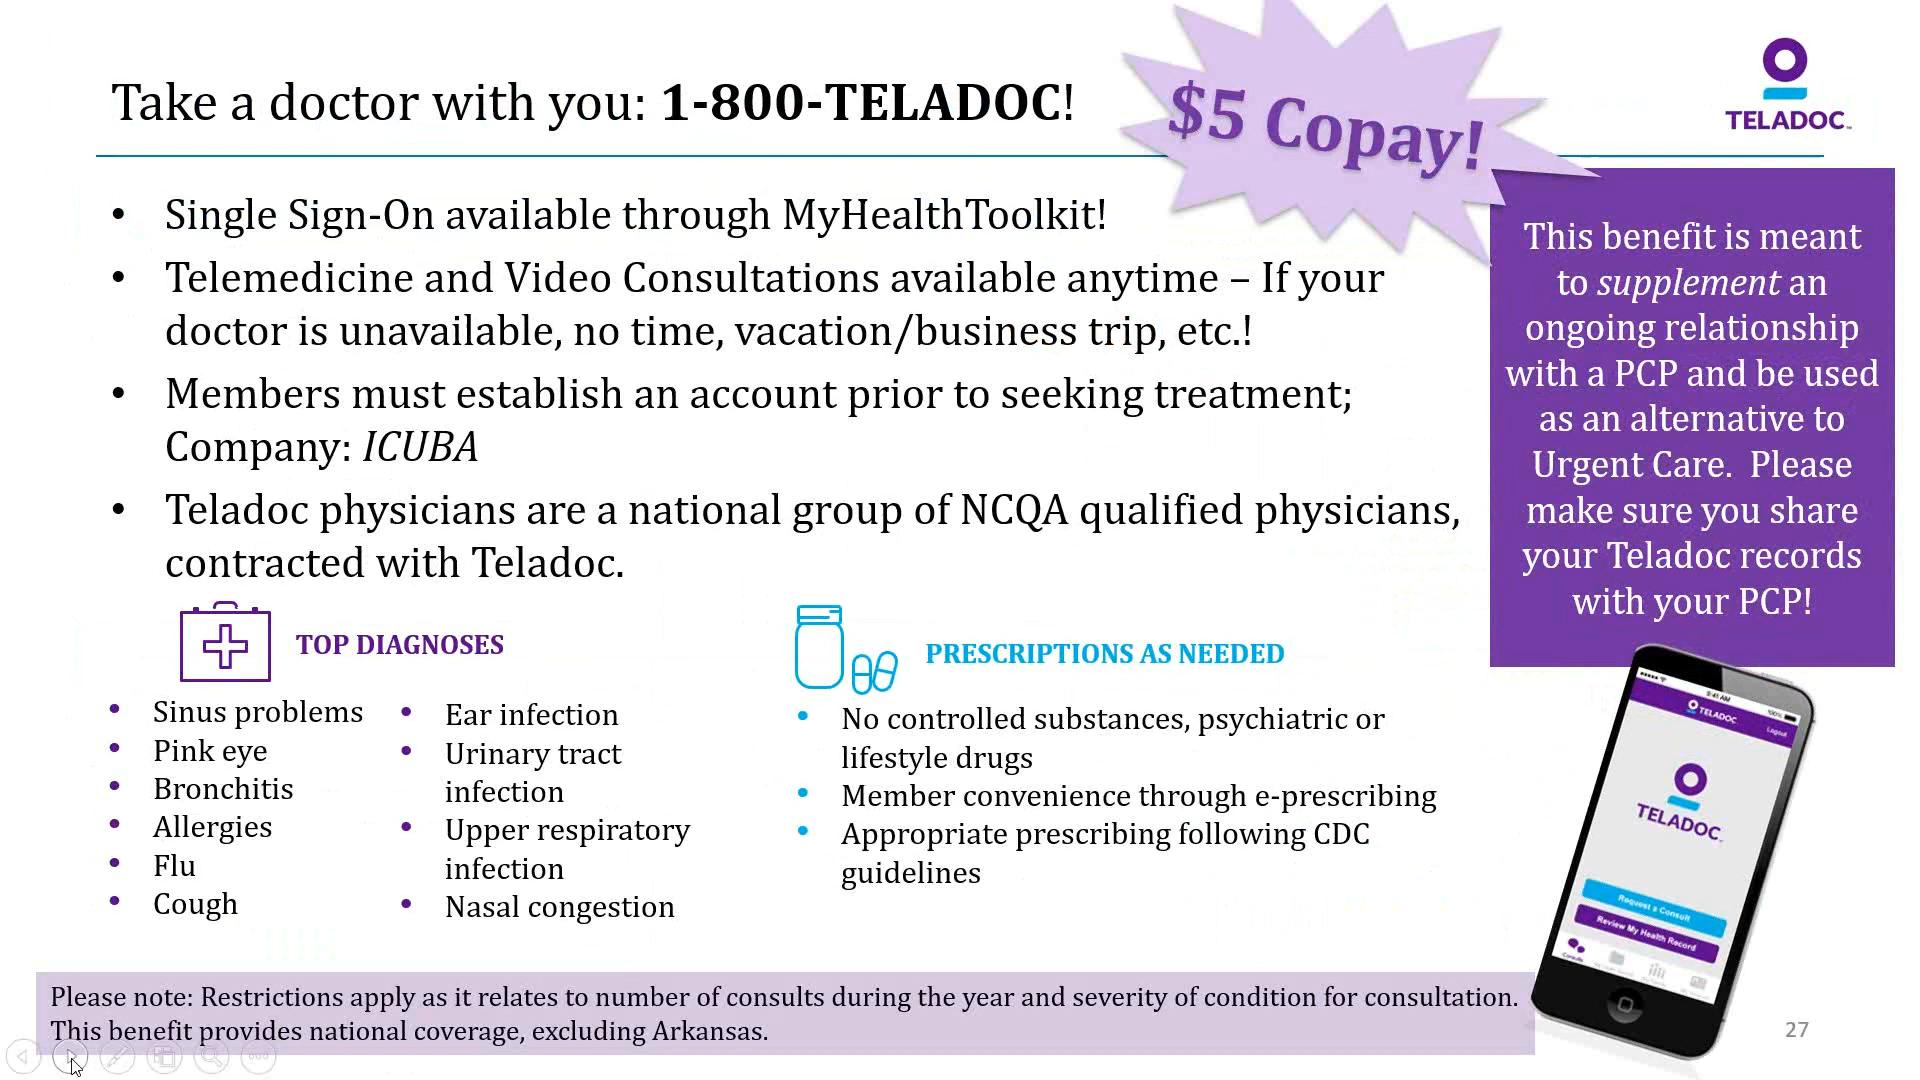 Take a doctor with you: 1-800-TELADOC!
$5 Copay!
TELADOC™
• Single Sign-On available through MyHealthToolkit!
• Telemedicine and Video Consultations available anytime – If your
doctor is unavailable, no time, vacation/business trip, etc.!
• Members must establish an account prior to seeking treatment;
Company: ICUBA
• Teladoc physicians are a national group of NCQA qualified physicians,
contracted with Teladoc.
This benefit is meant
to supplement an
ongoing relationship
with a PCP and be used
as an alternative to
Urgent Care.  Please
make sure you share
your Teladoc records
with your PCP!
TOP DIAGNOSES
• Sinus problems
• Pink eye
• Bronchitis
• Allergies
• Flu
• Cough
• Ear infection
• Urinary tract
infection
• Upper respiratory
infection
• Nasal congestion
PRESCRIPTIONS AS NEEDED
• No controlled substances, psychiatric or
lifestyle drugs
• Member convenience through e-prescribing
• Appropriate prescribing following CDC
guidelines
9:41 AM
100%
TELADOC
Logout
TELADOC™
Request a Consult
Review My Health Record
Consults
Please note: Restrictions apply as it relates to number of consults during the year and severity of condition for consultation.
This benefit provides national coverage, excluding Arkansas.
27